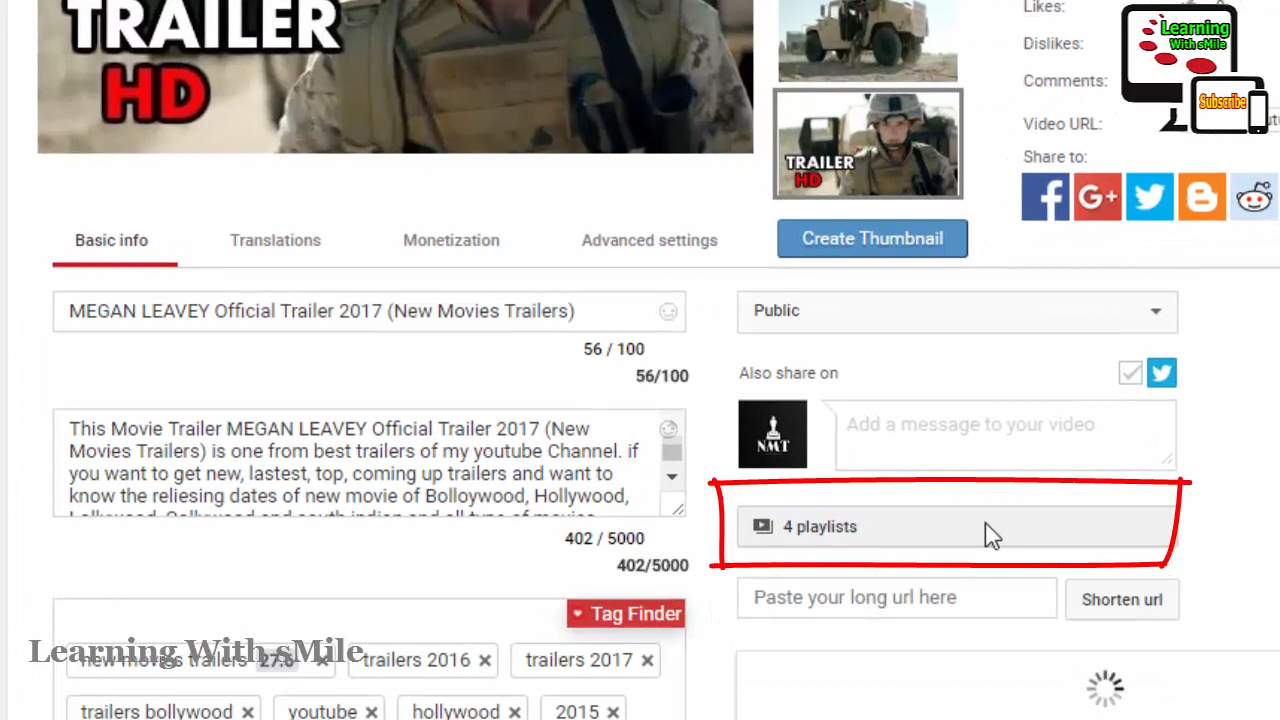 TRAILER
HD
TRAILER
HD
Likes:
Dislikes:
Comments:
Video URL:
Share to:
Learning
With sMile
Subscribe
Basic info
Translations
Monetization
Advanced settings
Create Thumbnail
MEGAN LEAVEY Official Trailer 2017 (New Movies Trailers)
56 / 100
56/100
Public
Also share on
NMT
Add a message to your video
This Movie Trailer MEGAN LEAVEY Official Trailer 2017 (New
Movies Trailers) is one from best trailers of my youtube Channel. if
you want to get new, lastest, top, coming up trailers and want to
know the reliesing dates of new movie of Bolloywood, Hollywood,
402 / 5000
402/5000
4 playlists
Paste your long url here
Shorten url
Tag Finder
Learning With sMile
new movies trailers 27.6
trailers 2016
trailers 2017
trailers bollywood
youtube
hollywood
2015